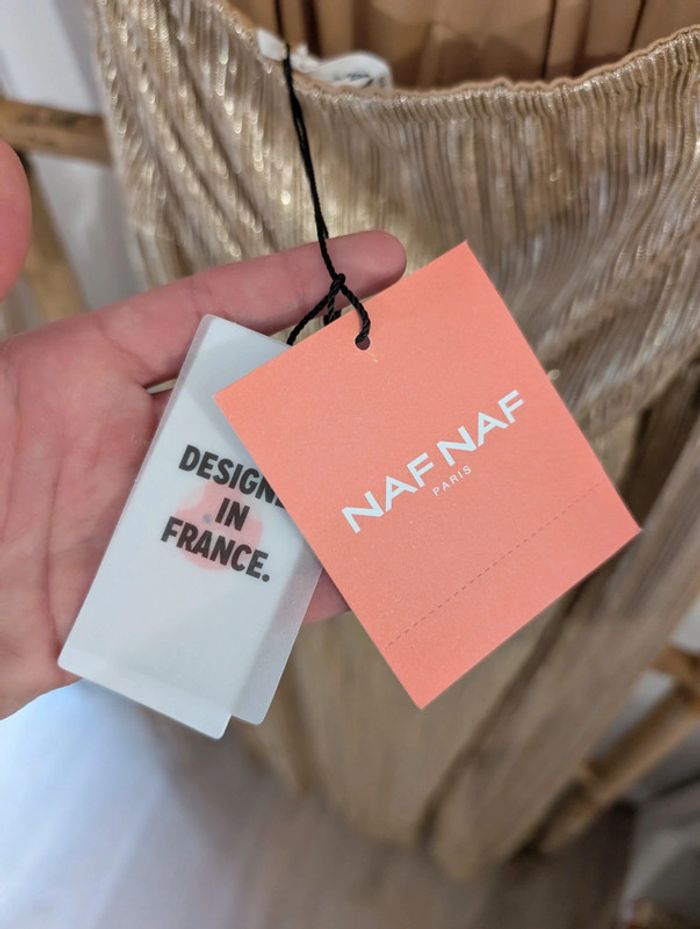 DESIGNE
IN
FRANCE.
NAF NAF
PARIS